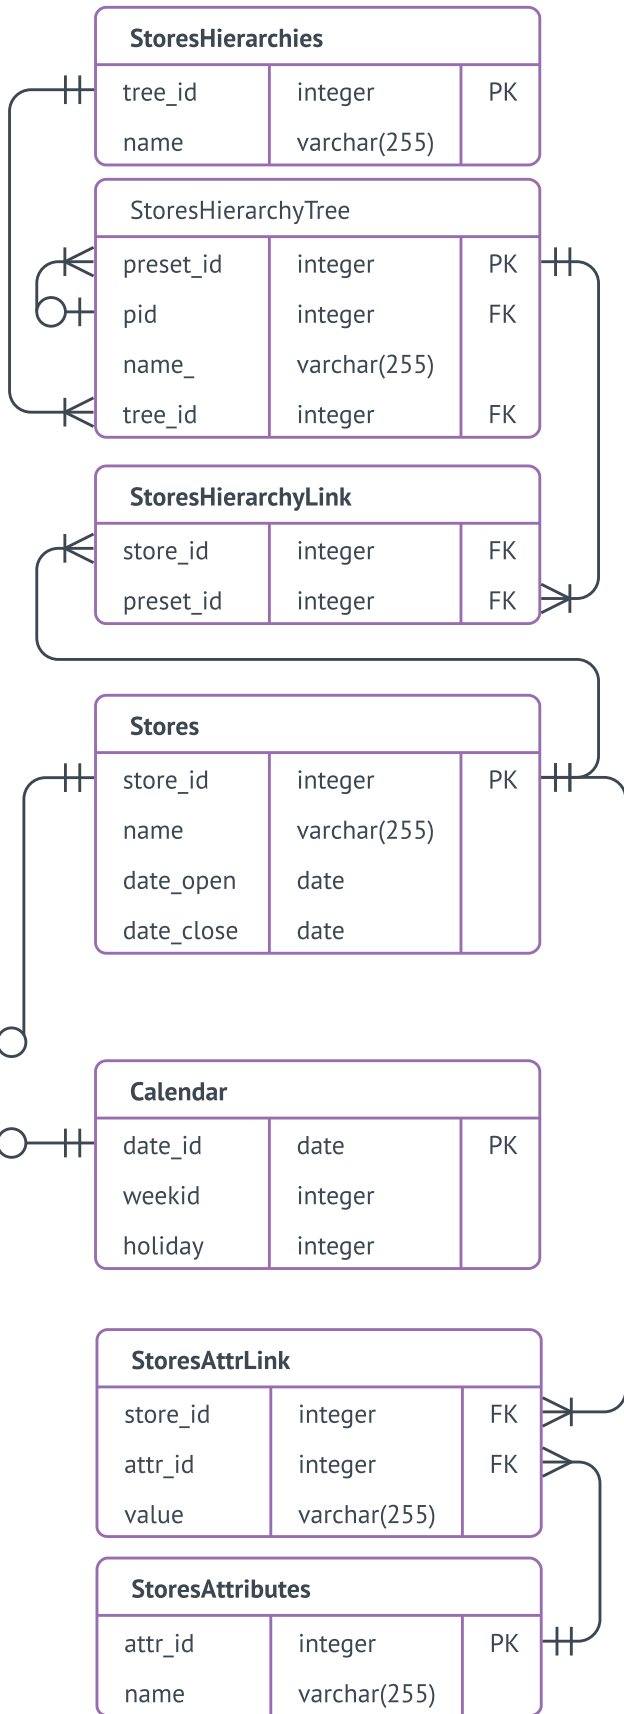 StoresHierarchies
tree_id integer PK
name varchar(255)
StoresHierarchyTree
preset_id integer PK
pid integer FK
name_ varchar(255)
tree_id integer FK
StoresHierarchyLink
store_id integer FK
preset_id integer FK
Stores
store_id integer PK
name varchar(255)
date_open date
date_close date
Calendar
date_id date PK
weekid integer
holiday integer
StoresAttrLink
store_id integer FK
attr_id integer FK
value varchar(255)
StoresAttributes
attr_id integer PK
name varchar(255)